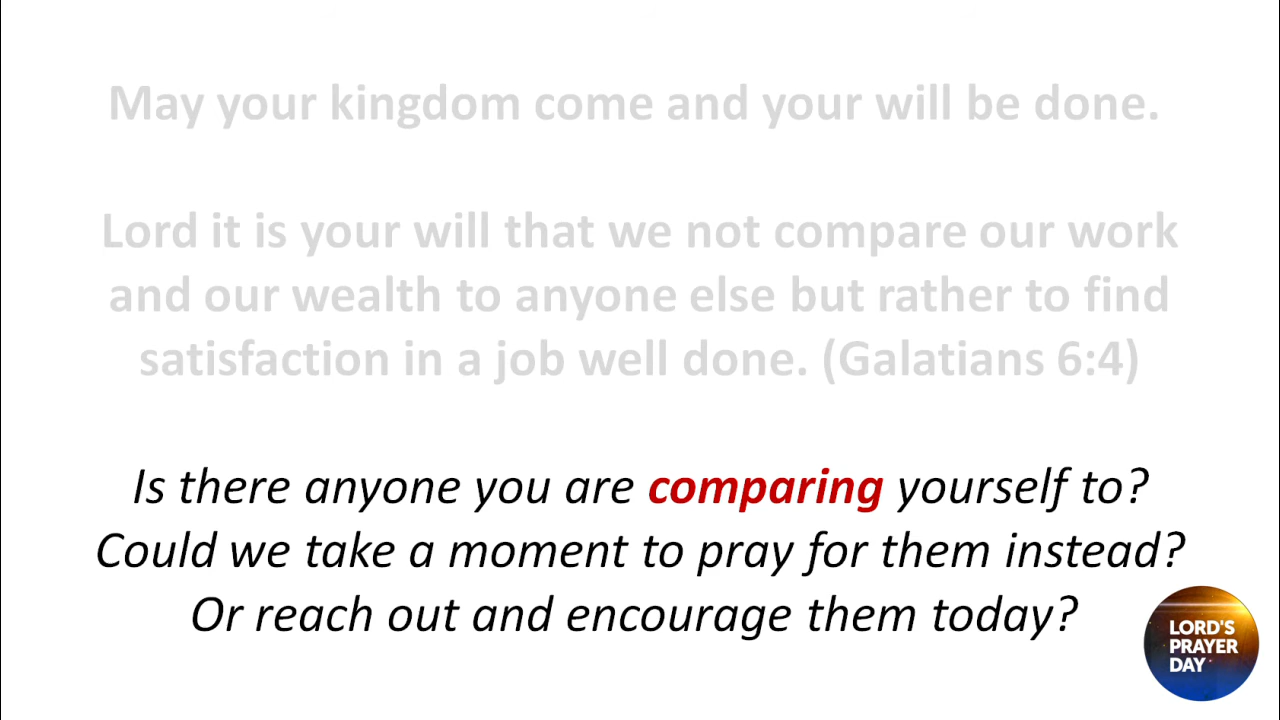 May your kingdom come and your will be done.
Lord it is your will that we not compare our work
and our wealth to anyone else but rather to find
satisfaction in a job well done. (Galatians 6:4)
Is there anyone you are comparing yourself to?
Could we take a moment to pray for them instead?
Or reach out and encourage them today?
LORD'S
PRAYER
DAY